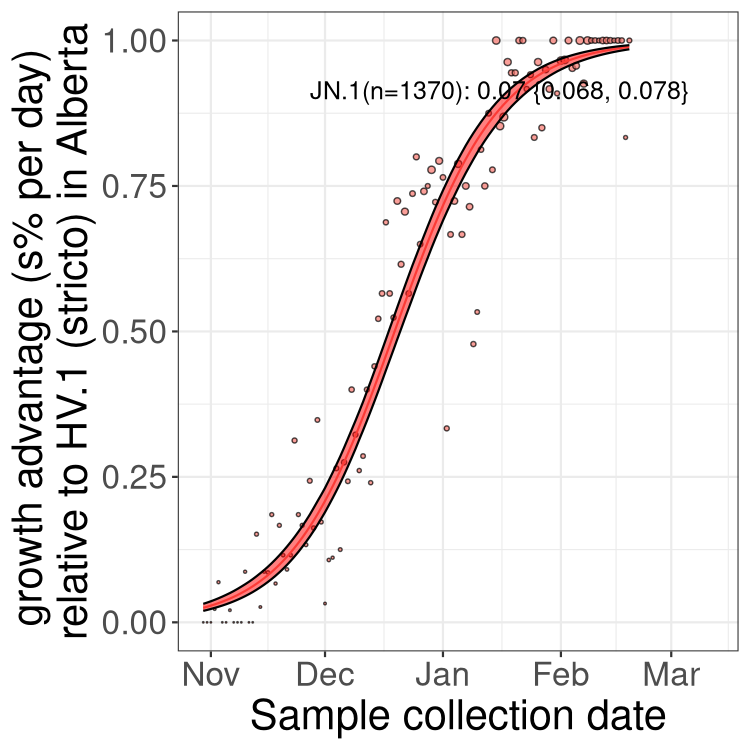 growth advantage (s% per day)
relative to HV.1 (stricto) in Alberta
1.00
0.75
0.50
0.25
0.00
JN.1(n=1370): 0.07 {0.068, 0.078}
Nov Dec Jan Feb Mar
Sample collection date